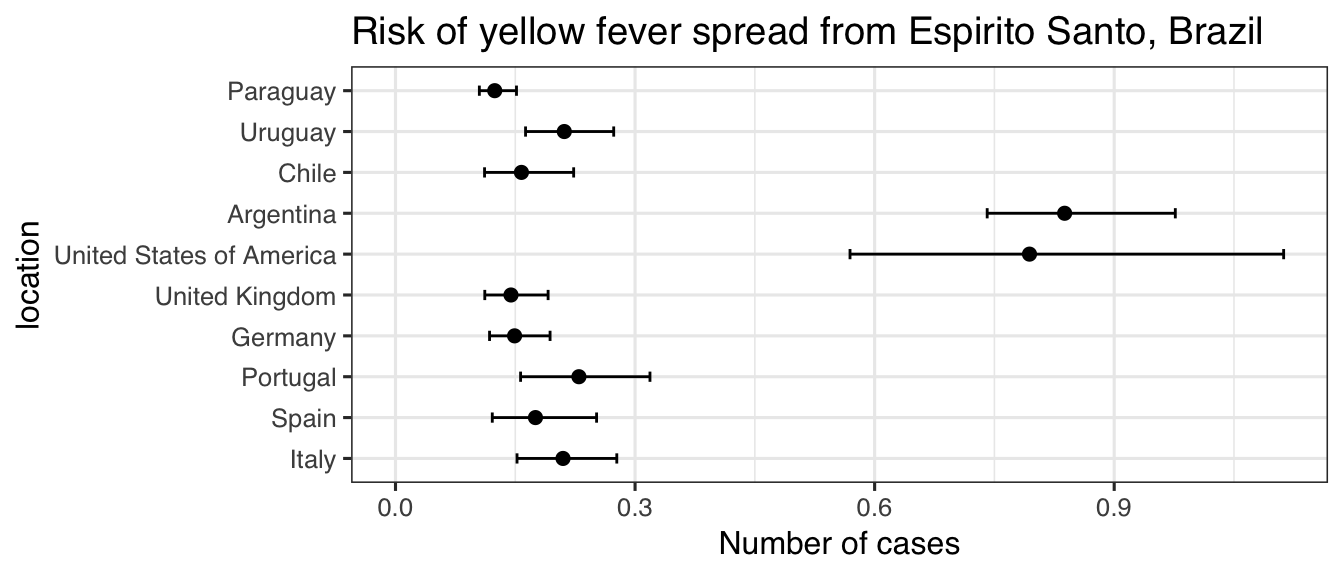 Risk of yellow fever spread from Espirito Santo, Brazil
location
Paraguay
Uruguay
Chile
Argentina
United States of America
United Kingdom
Germany
Portugal
Spain
Italy
0.0 0.3 0.6 0.9
Number of cases